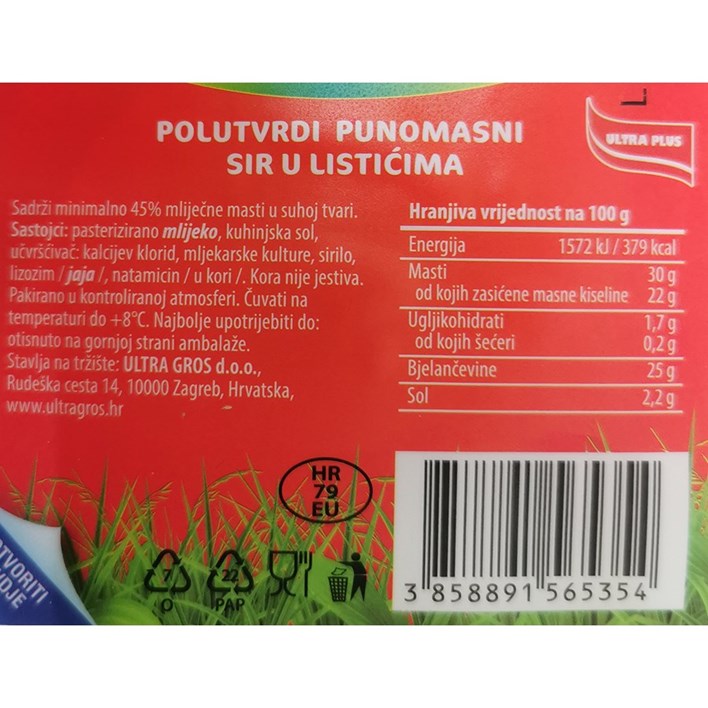 POLUTVRDI PUNOMASNI
SIR U LISTIĆIMA
ULTRA PLUS
Sadrži minimalno 45% mliječne masti u suhoj tvari.
Sastojci: pasterizirano mlijeko, kuhinjska sol,
učvršćivač: kalcijev klorid, mljekarske kulture, sirilo,
lizozim / jaja /, natamicin / u kori /. Kora nije jestiva.
Pakirano u kontroliranoj atmosferi. Čuvati na
temperaturi do +8°C. Najbolje upotrijebiti do:
otisnuto na gornjoj strani ambalaže.
Stavlja na tržište: ULTRA GROS d.o.o.,
Rudeška cesta 14, 10000 Zagreb, Hrvatska,
www.ultragros.hr
Hranjiva vrijednost na 100 g
Energija 1572 kJ / 379 kcal
Masti 30 g
od kojih zasićene masne kiseline 22 g
Ugljikohidrati 1,7 g
od kojih šećeri 0,2 g
Bjelančevine 25 g
Sol 2,2 g
HR
79
EU
7
O
22
PAP
3 858891 565354
OTVORITI